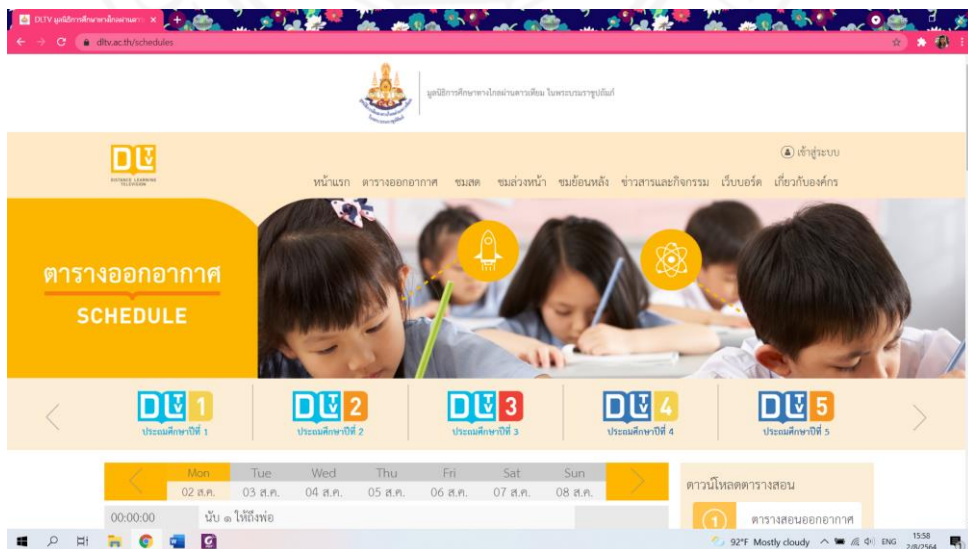 DLTV มูลนิธิการศึกษาทางไกลผ่านดาว
dltv.ac.th/schedules
มูลนิธิการศึกษาทางไกลผ่านดาวเทียม ในพระบรมราชูปถัมภ์
DLTV
DISTANCE LEARNING
TELEVISION
เข้าสู่ระบบ
หน้าแรก ตารางออกอากาศ ชมสด ชมล่วงหน้า ชมย้อนหลัง ข่าวสารและกิจกรรม เว็บบอร์ด เกี่ยวกับองค์กร
ตารางออกอากาศ
SCHEDULE
DLTV 1 DLTV 2 DLTV 3 DLTV 4 DLTV 5
ประถมศึกษาปีที่ 1 ประถมศึกษาปีที่ 2 ประถมศึกษาปีที่ 3 ประถมศึกษาปีที่ 4 ประถมศึกษาปีที่ 5
Mon Tue Wed Thu Fri Sat Sun
02 ส.ค. 03 ส.ค. 04 ส.ค. 05 ส.ค. 06 ส.ค. 07 ส.ค. 08 ส.ค.
ดาวน์โหลดตารางสอน
00:00:00 นับ ๑ ให้ถึงพ่อ
1 ตารางสอนออกอากาศ
92°F Mostly cloudy ENG 15:58
2/8/2564